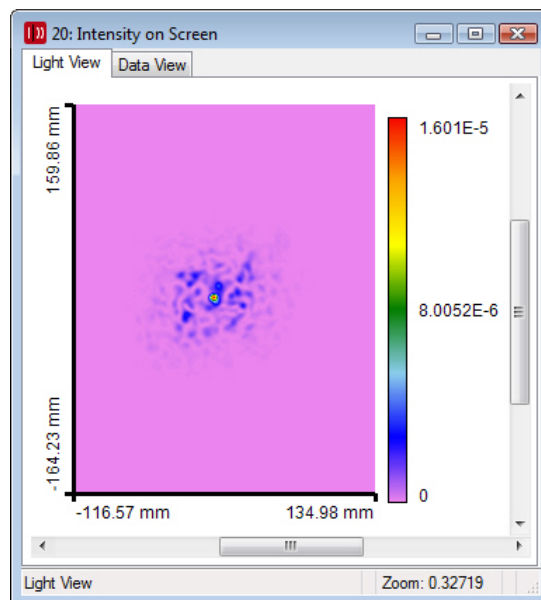 20: Intensity on Screen
Light View Data View
159.86 mm
-164.23 mm
-116.57 mm 134.98 mm
1.601E-5
8.0052E-6
0
Light View Zoom: 0.32719